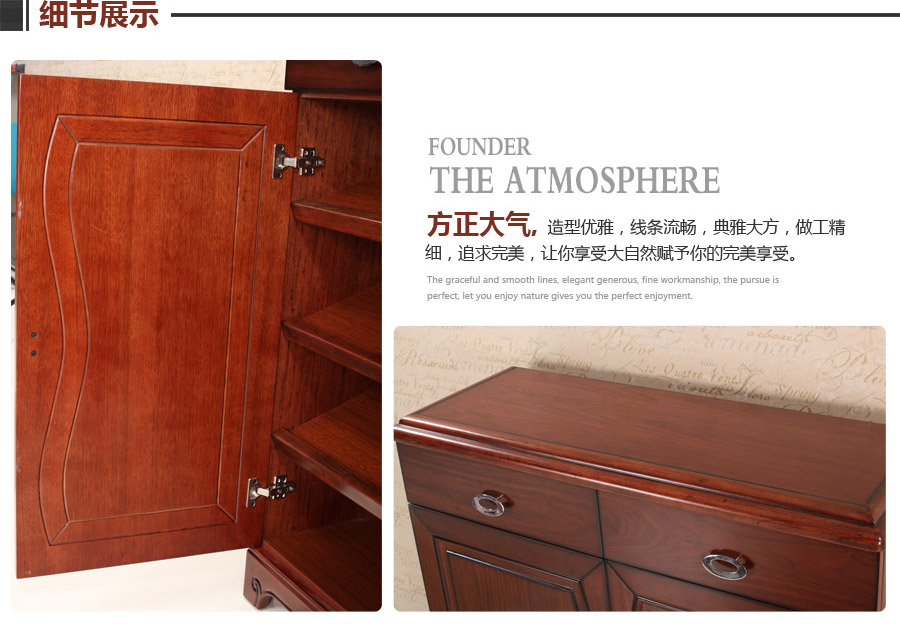 细节展示
FOUNDER
THE ATMOSPHERE
方正大气, 造型优雅，线条流畅，典雅大方，做工精
细，追求完美，让你享受大自然赋予你的完美享受。
The graceful and smooth lines, elegant generous, fine workmanship, the pursue is
perfect, let you enjoy nature gives you the perfect enjoyment.